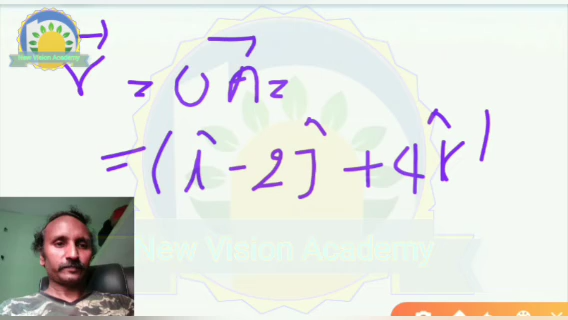 New Vision Academy
r⃗ = OA⃗ =
= (î - 2ĵ + 4k̂)
New Vision Academy